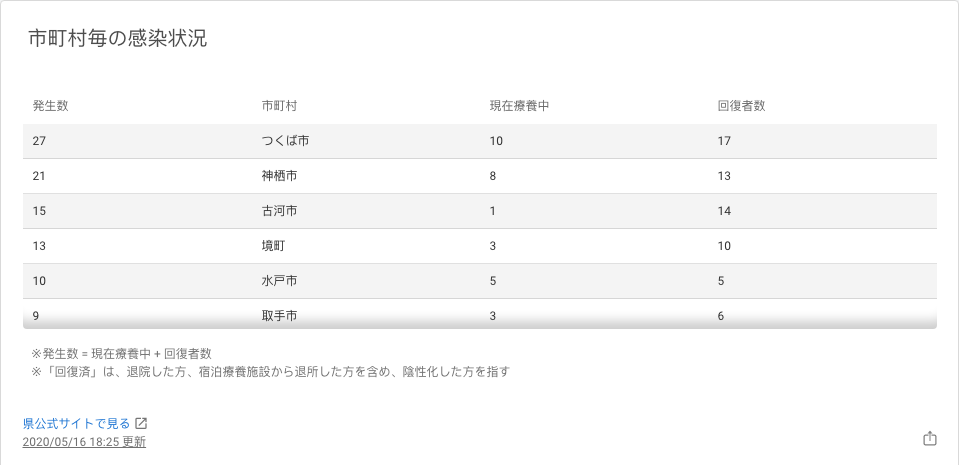 市町村毎の感染状況
発生数 市町村 現在療養中 回復者数
27 つくば市 10 17
21 神栖市 8 13
15 古河市 1 14
13 境町 3 10
10 水戸市 5 5
9 取手市 3 6
※発生数 = 現在療養中 + 回復者数
※「回復済」は、退院した方、宿泊療養施設から退所した方を含め、陰性化した方を指す
県公式サイトで見る
2020/05/16 18:25 更新